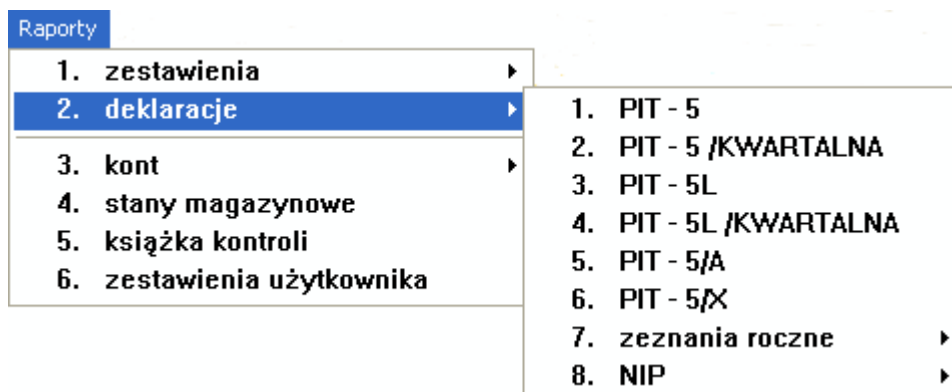 Raporty
1. zestawienia
2. deklaracje
3. kont
4. stany magazynowe
5. książka kontroli
6. zestawienia użytkownika
1. PIT - 5
2. PIT - 5 /KWARTALNA
3. PIT - 5L
4. PIT - 5L /KWARTALNA
5. PIT - 5/A
6. PIT - 5/X
7. zeznania roczne
8. NIP